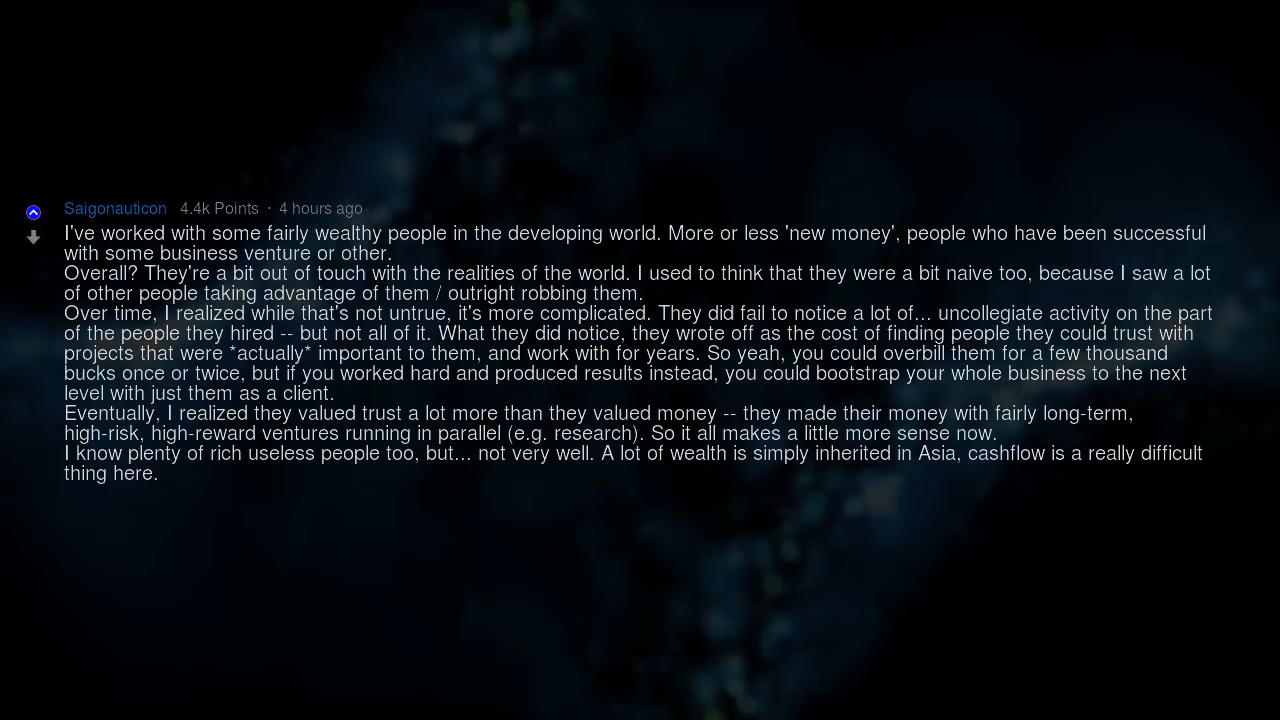 Saigonauticon 4.4k Points · 4 hours ago
I've worked with some fairly wealthy people in the developing world. More or less 'new money', people who have been successful
with some business venture or other.
Overall? They're a bit out of touch with the realities of the world. I used to think that they were a bit naive too, because I saw a lot
of other people taking advantage of them / outright robbing them.
Over time, I realized while that's not untrue, it's more complicated. They did fail to notice a lot of... uncollegiate activity on the part
of the people they hired -- but not all of it. What they did notice, they wrote off as the cost of finding people they could trust with
projects that were *actually* important to them, and work with for years. So yeah, you could overbill them for a few thousand
bucks once or twice, but if you worked hard and produced results instead, you could bootstrap your whole business to the next
level with just them as a client.
Eventually, I realized they valued trust a lot more than they valued money -- they made their money with fairly long-term,
high-risk, high-reward ventures running in parallel (e.g. research). So it all makes a little more sense now.
I know plenty of rich useless people too, but... not very well. A lot of wealth is simply inherited in Asia, cashflow is a really difficult
thing here.